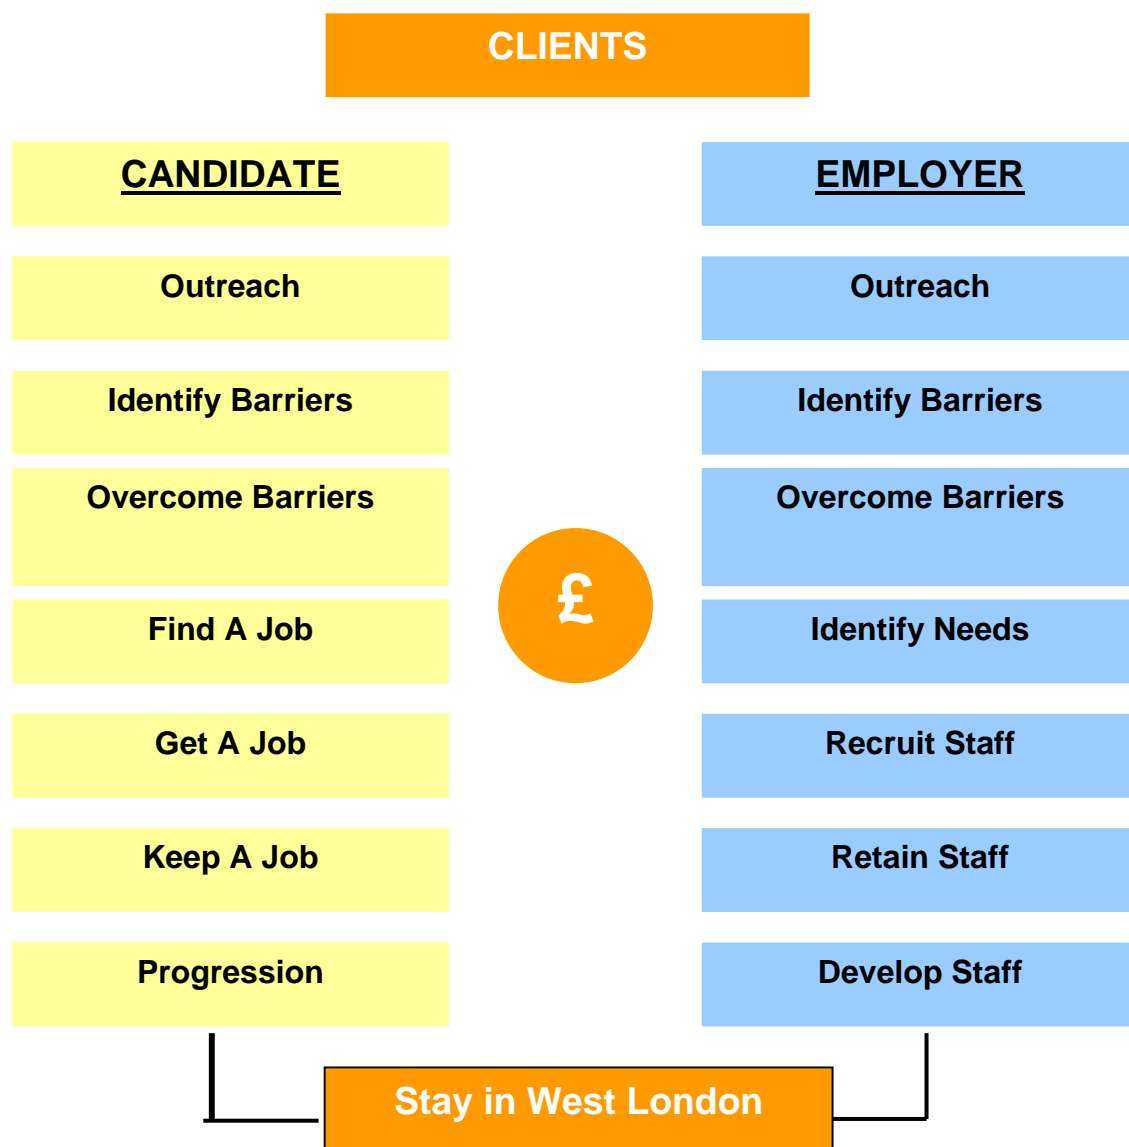 CLIENTS
CANDIDATE
EMPLOYER
Outreach
Outreach
Identify Barriers
Identify Barriers
Overcome Barriers
Overcome Barriers
£
Find A Job
Identify Needs
Get A Job
Recruit Staff
Keep A Job
Retain Staff
Progression
Develop Staff
Stay in West London